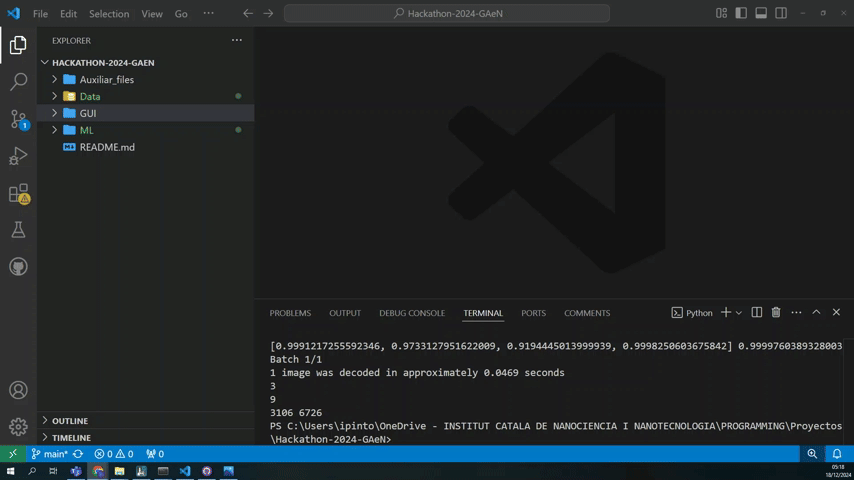 File Edit Selection View Go ··· Hackathon-2024-GAeN
EXPLORER
HACKATHON-2024-GAEN
Auxiliar_files
Data
GUI
ML
README.md
OUTLINE
TIMELINE
PROBLEMS OUTPUT DEBUG CONSOLE TERMINAL PORTS COMMENTS Python
[0.9991217255592346, 0.9733127951622009, 0.9194445013999939, 0.9998250603675842] 0.9999760389328003
Batch 1/1
1 image was decoded in approximately 0.0469 seconds
3
9
3106 6726
PS C:\Users\ipinto\OneDrive - INSTITUT CATALA DE NANOCIENCIA I NANOTECNOLOGIA\PROGRAMMING\Proyectos
\Hackathon-2024-GAeN>
1
main* 0 0 0
05:18
18/12/2024